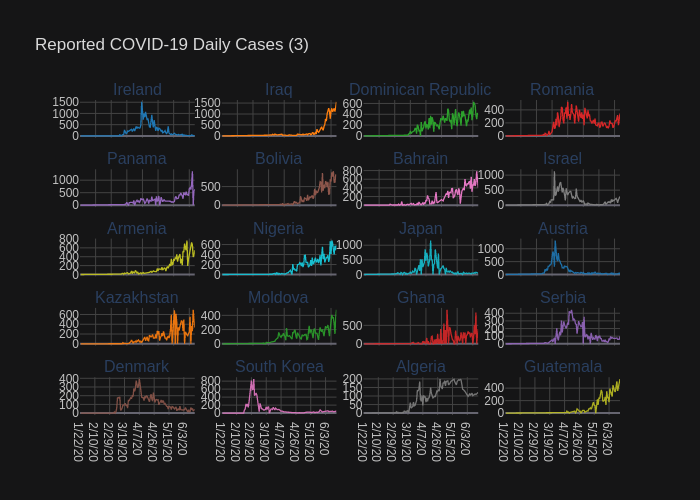 Reported COVID-19 Daily Cases (3)
Ireland Iraq Dominican Republic Romania
1500 1000 500 0 1500 1000 500 0 600 400 200 0 400 200 0
Panama Bolivia Bahrain Israel
1000 500 0 500 0 800 600 400 200 0 1000 500 0
Armenia Nigeria Japan Austria
800 600 400 200 0 600 400 200 0 1000 500 0 1000 500 0
Kazakhstan Moldova Ghana Serbia
600 400 200 0 400 200 0 500 0 400 300 200 100 0
Denmark South Korea Algeria Guatemala
400 300 200 100 0 800 600 400 200 0 200 150 100 50 0 400 200 0
1/22/20 2/10/20 2/29/20 3/19/20 4/7/20 4/26/20 5/15/20 6/3/20 1/22/20 2/10/20 2/29/20 3/19/20 4/7/20 4/26/20 5/15/20 6/3/20 1/22/20 2/10/20 2/29/20 3/19/20 4/7/20 4/26/20 5/15/20 6/3/20 1/22/20 2/10/20 2/29/20 3/19/20 4/7/20 4/26/20 5/15/20 6/3/20